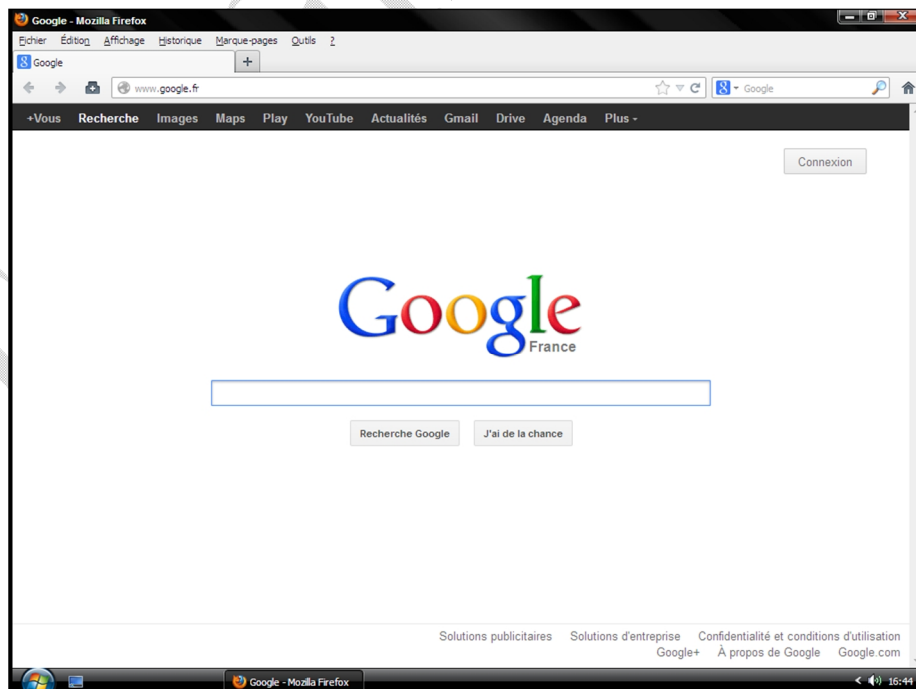 Google - Mozilla Firefox
Fichier Édition Affichage Historique Marque-pages Outils ?
Google +
www.google.fr Google
+Vous Recherche Images Maps Play YouTube Actualités Gmail Drive Agenda Plus
Connexion
Google
France
Recherche Google J'ai de la chance
Solutions publicitaires Solutions d'entreprise Confidentialité et conditions d'utilisation
Google+ À propos de Google Google.com
Google - Mozilla Firefox 16:44